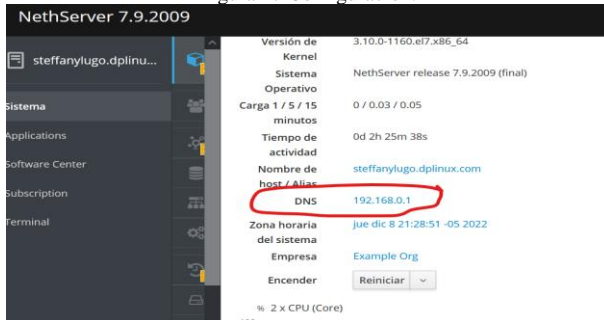 NethServer 7.9.2009
steffanylugo.dplinu...
Sistema
Applications
Software Center
Subscription
Terminal
Versión de Kernel
3.10.0-1160.el7.x86_64
Sistema Operativo
NethServer release 7.9.2009 (final)
Carga 1 / 5 / 15 minutos
0 / 0.03 / 0.05
Tiempo de actividad
0d 2h 25m 38s
Nombre de host / Alias
steffanylugo.dplinux.com
DNS
192.168.0.1
Zona horaria del sistema
jue dic 8 21:28:51 -05 2022
Empresa
Example Org
Encender
Reiniciar
% 2 x CPU (Core)